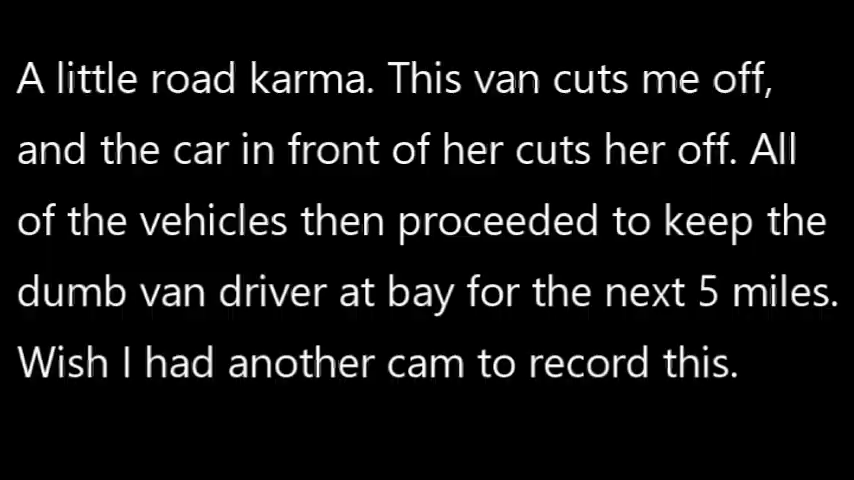 A little road karma. This van cuts me off,
and the car in front of her cuts her off. All
of the vehicles then proceeded to keep the
dumb van driver at bay for the next 5 miles.
Wish I had another cam to record this.